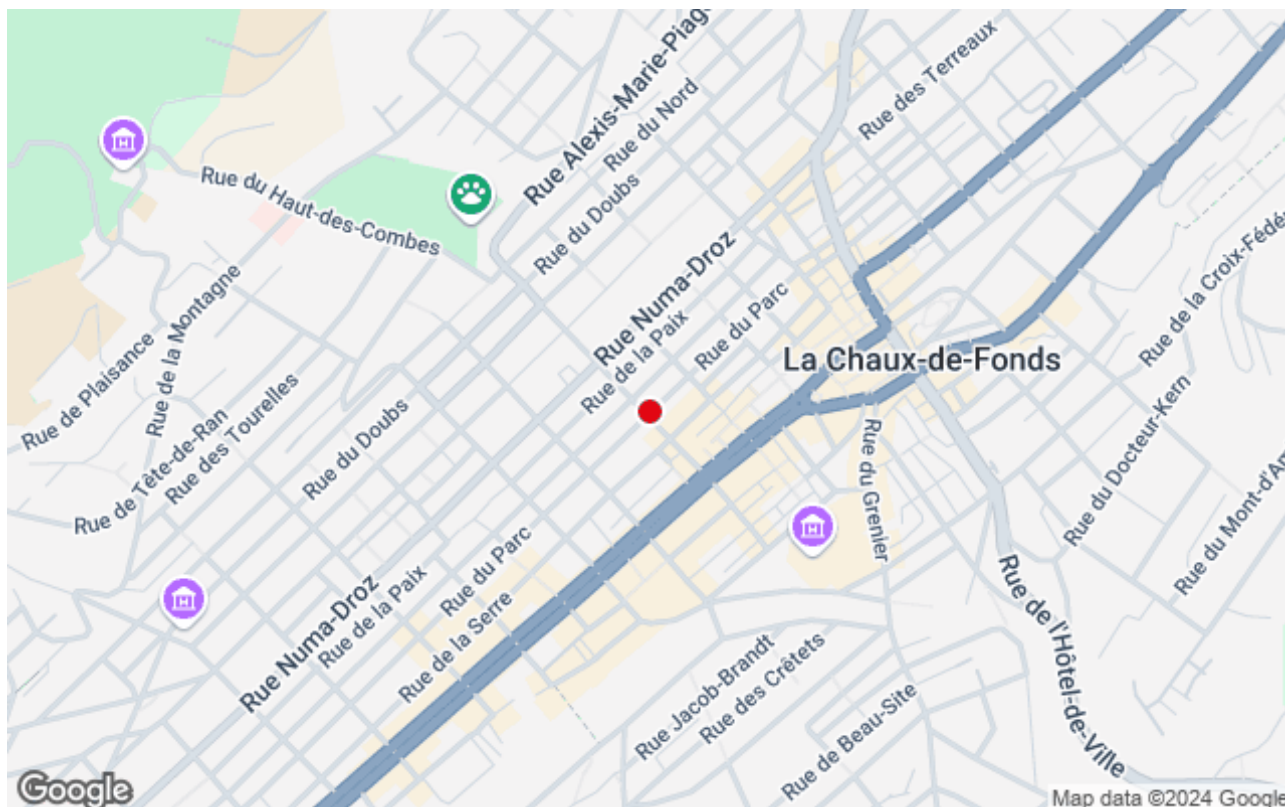 Rue Alexis-Marie-Piag
Rue des Terreaux
Rue du Nord
Rue du Haut-des-Combes
Rue du Doubs
Rue Numa-Droz
Rue du Parc
Rue de la Paix
Rue de la Croix-Fédé
La Chaux-de-Fonds
Rue de Plaisance
Rue de la Montagne
Rue des Tourelles
Rue du Doubs
Rue de Tête-de-Ran
Rue du Docteur-Kern
Rue du Grenier
Rue du Mont-d'Am
Rue du Parc
Rue de la Paix
Rue Numa-Droz
Rue de la Serre
Rue de l'Hôtel-de-Ville
Rue Jacob-Brandt
Rue des Crêtets
Rue de Beau-Site
Google
Map data ©2024 Google